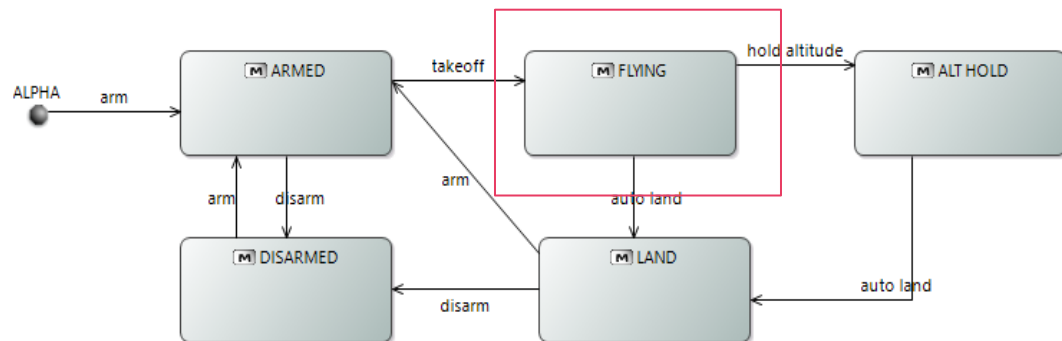 hold altitude
M ARMED
takeoff
M FLYING
M ALT HOLD
ALPHA
arm
arm
arm
disarm
auto land
M DISARMED
M LAND
auto land
disarm